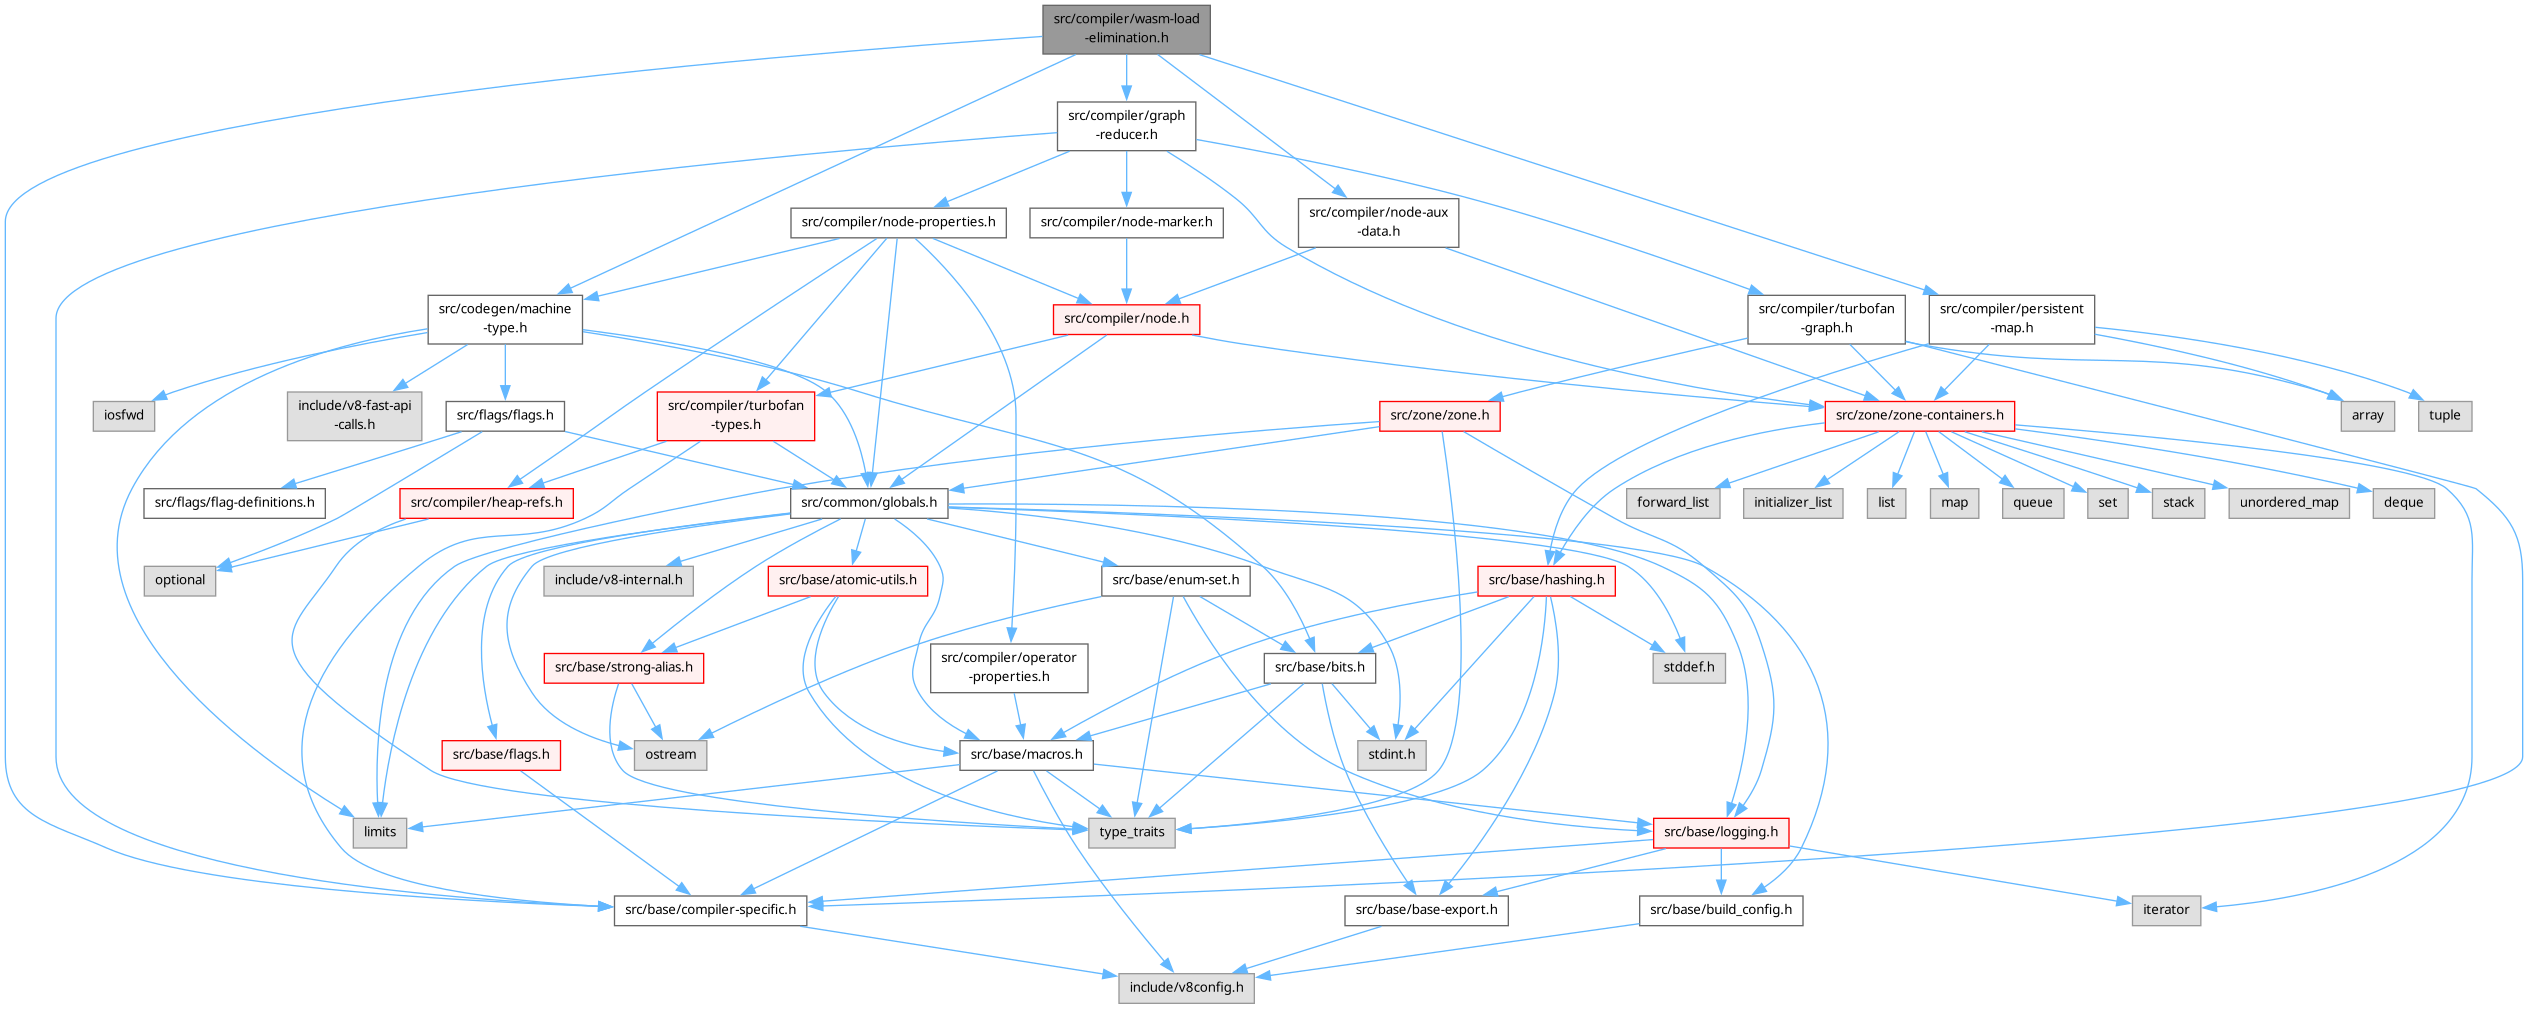 src/compiler/wasm-load
-elimination.h
src/compiler/graph
-reducer.h
src/compiler/node-properties.h
src/compiler/node-marker.h
src/compiler/node-aux
-data.h
src/codegen/machine
-type.h
src/compiler/node.h
src/compiler/turbofan
-graph.h
src/compiler/persistent
-map.h
iosfwd
include/v8-fast-api
-calls.h
src/flags/flags.h
src/compiler/turbofan
-types.h
src/zone/zone.h
src/zone/zone-containers.h
array
tuple
src/flags/flag-definitions.h
src/compiler/heap-refs.h
src/common/globals.h
forward_list
initializer_list
list
map
queue
set
stack
unordered_map
deque
optional
include/v8-internal.h
src/base/atomic-utils.h
src/base/enum-set.h
src/base/hashing.h
src/base/strong-alias.h
src/compiler/operator
-properties.h
src/base/bits.h
stddef.h
src/base/flags.h
ostream
src/base/macros.h
stdint.h
limits
type_traits
src/base/logging.h
src/base/compiler-specific.h
src/base/base-export.h
src/base/build_config.h
iterator
include/v8config.h